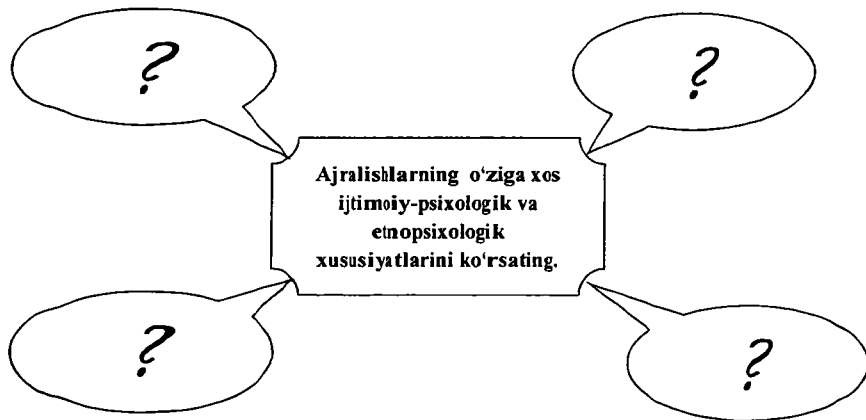 ?
?
Ajralishlarning o‘ziga xos
ijtimoiy-psixologik va
etnopsixologik
xususiyatlarini ko‘rsating.
?
?